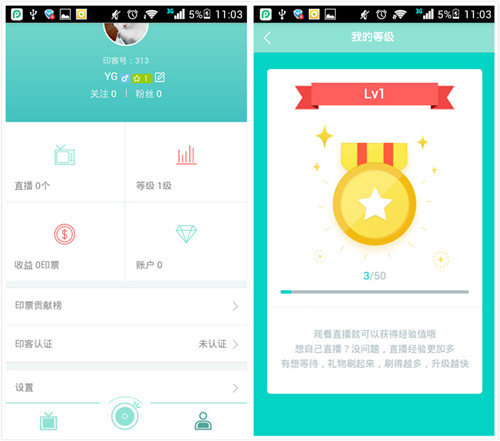 3G 5% 11:03
印客号：313
YG ♂ ☆ 1
关注 0 | 粉丝 0
直播 0个
等级 1级
收益 0印票
账户 0
印票贡献榜
印客认证 未认证
设置
3G 5% 11:03
我的等级
Lv1
3/50
观看直播就可以获得经验值哦
想自己直播？没问题，直播经验更加多
有想等待，礼物刷起来，刷得越多，升级越快